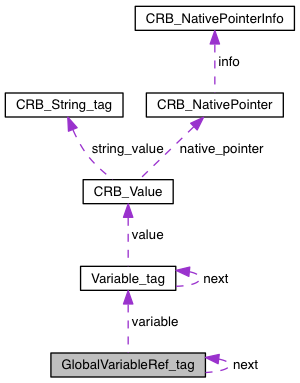 CRB_NativePointerInfo
info
CRB_String_tag
CRB_NativePointer
string_value
native_pointer
CRB_Value
value
Variable_tag
next
variable
GlobalVariableRef_tag
next